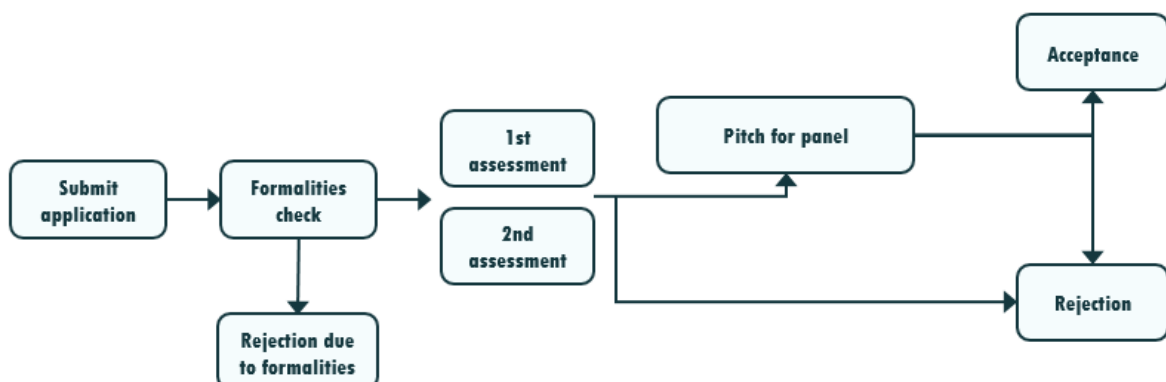 Submit
application
Formalities
check
Rejection due
to formalities
1st
assessment
2nd
assessment
Pitch for panel
Acceptance
Rejection